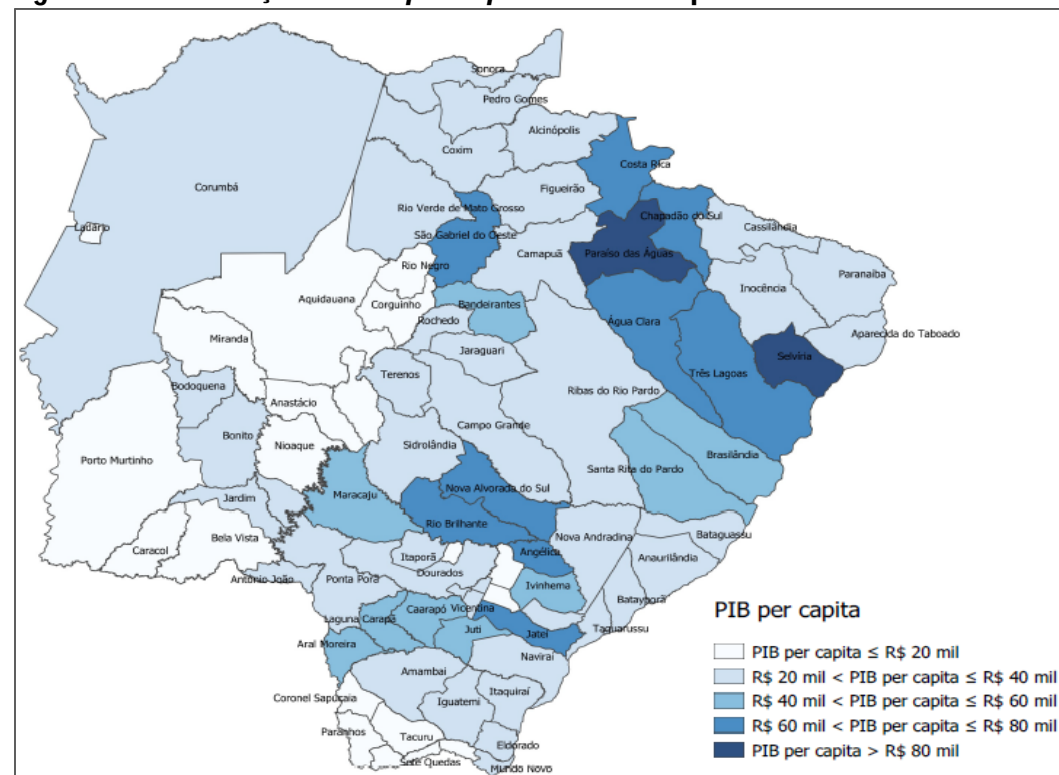 Sonora
Pedro Gomes
Alcinópolis
Coxim
Costa Rica
Corumbá
Figueirão
Rio Verde de Mato Grosso
Chapadão do Sul
Ladário
São Gabriel do Oeste
Cassilândia
Camapuã
Paraíso das Águas
Rio Negro
Paranaíba
Inocência
Aquidauana
Corguinho
Bandeirantes
Rochedo
Água Clara
Aparecida do Taboado
Miranda
Jaraguari
Selvíria
Terenos
Três Lagoas
Bodoquena
Ribas do Rio Pardo
Anastácio
Campo Grande
Bonito
Nioaque
Sidrolândia
Brasilândia
Porto Murtinho
Santa Rita do Pardo
Nova Alvorada do Sul
Maracaju
Jardim
Rio Brilhante
Bela Vista
Nova Andradina
Bataguassu
Caracol
Itaporã
Angélica
Anaurilândia
Dourados
Antônio João
Ponta Porã
Ivinhema
Batayporã
Caarapó
Vicentina
PIB per capita
Laguna Carapã
Juti
Jateí
Taquarussu
Aral Moreira
Naviraí
PIB per capita ≤ R$ 20 mil
Amambai
R$ 20 mil < PIB per capita ≤ R$ 40 mil
Coronel Sapucaia
Iguatemi
Itaquiraí
R$ 40 mil < PIB per capita ≤ R$ 60 mil
Paranhos
Tacuru
R$ 60 mil < PIB per capita ≤ R$ 80 mil
Eldorado
PIB per capita > R$ 80 mil
Sete Quedas
Mundo Novo